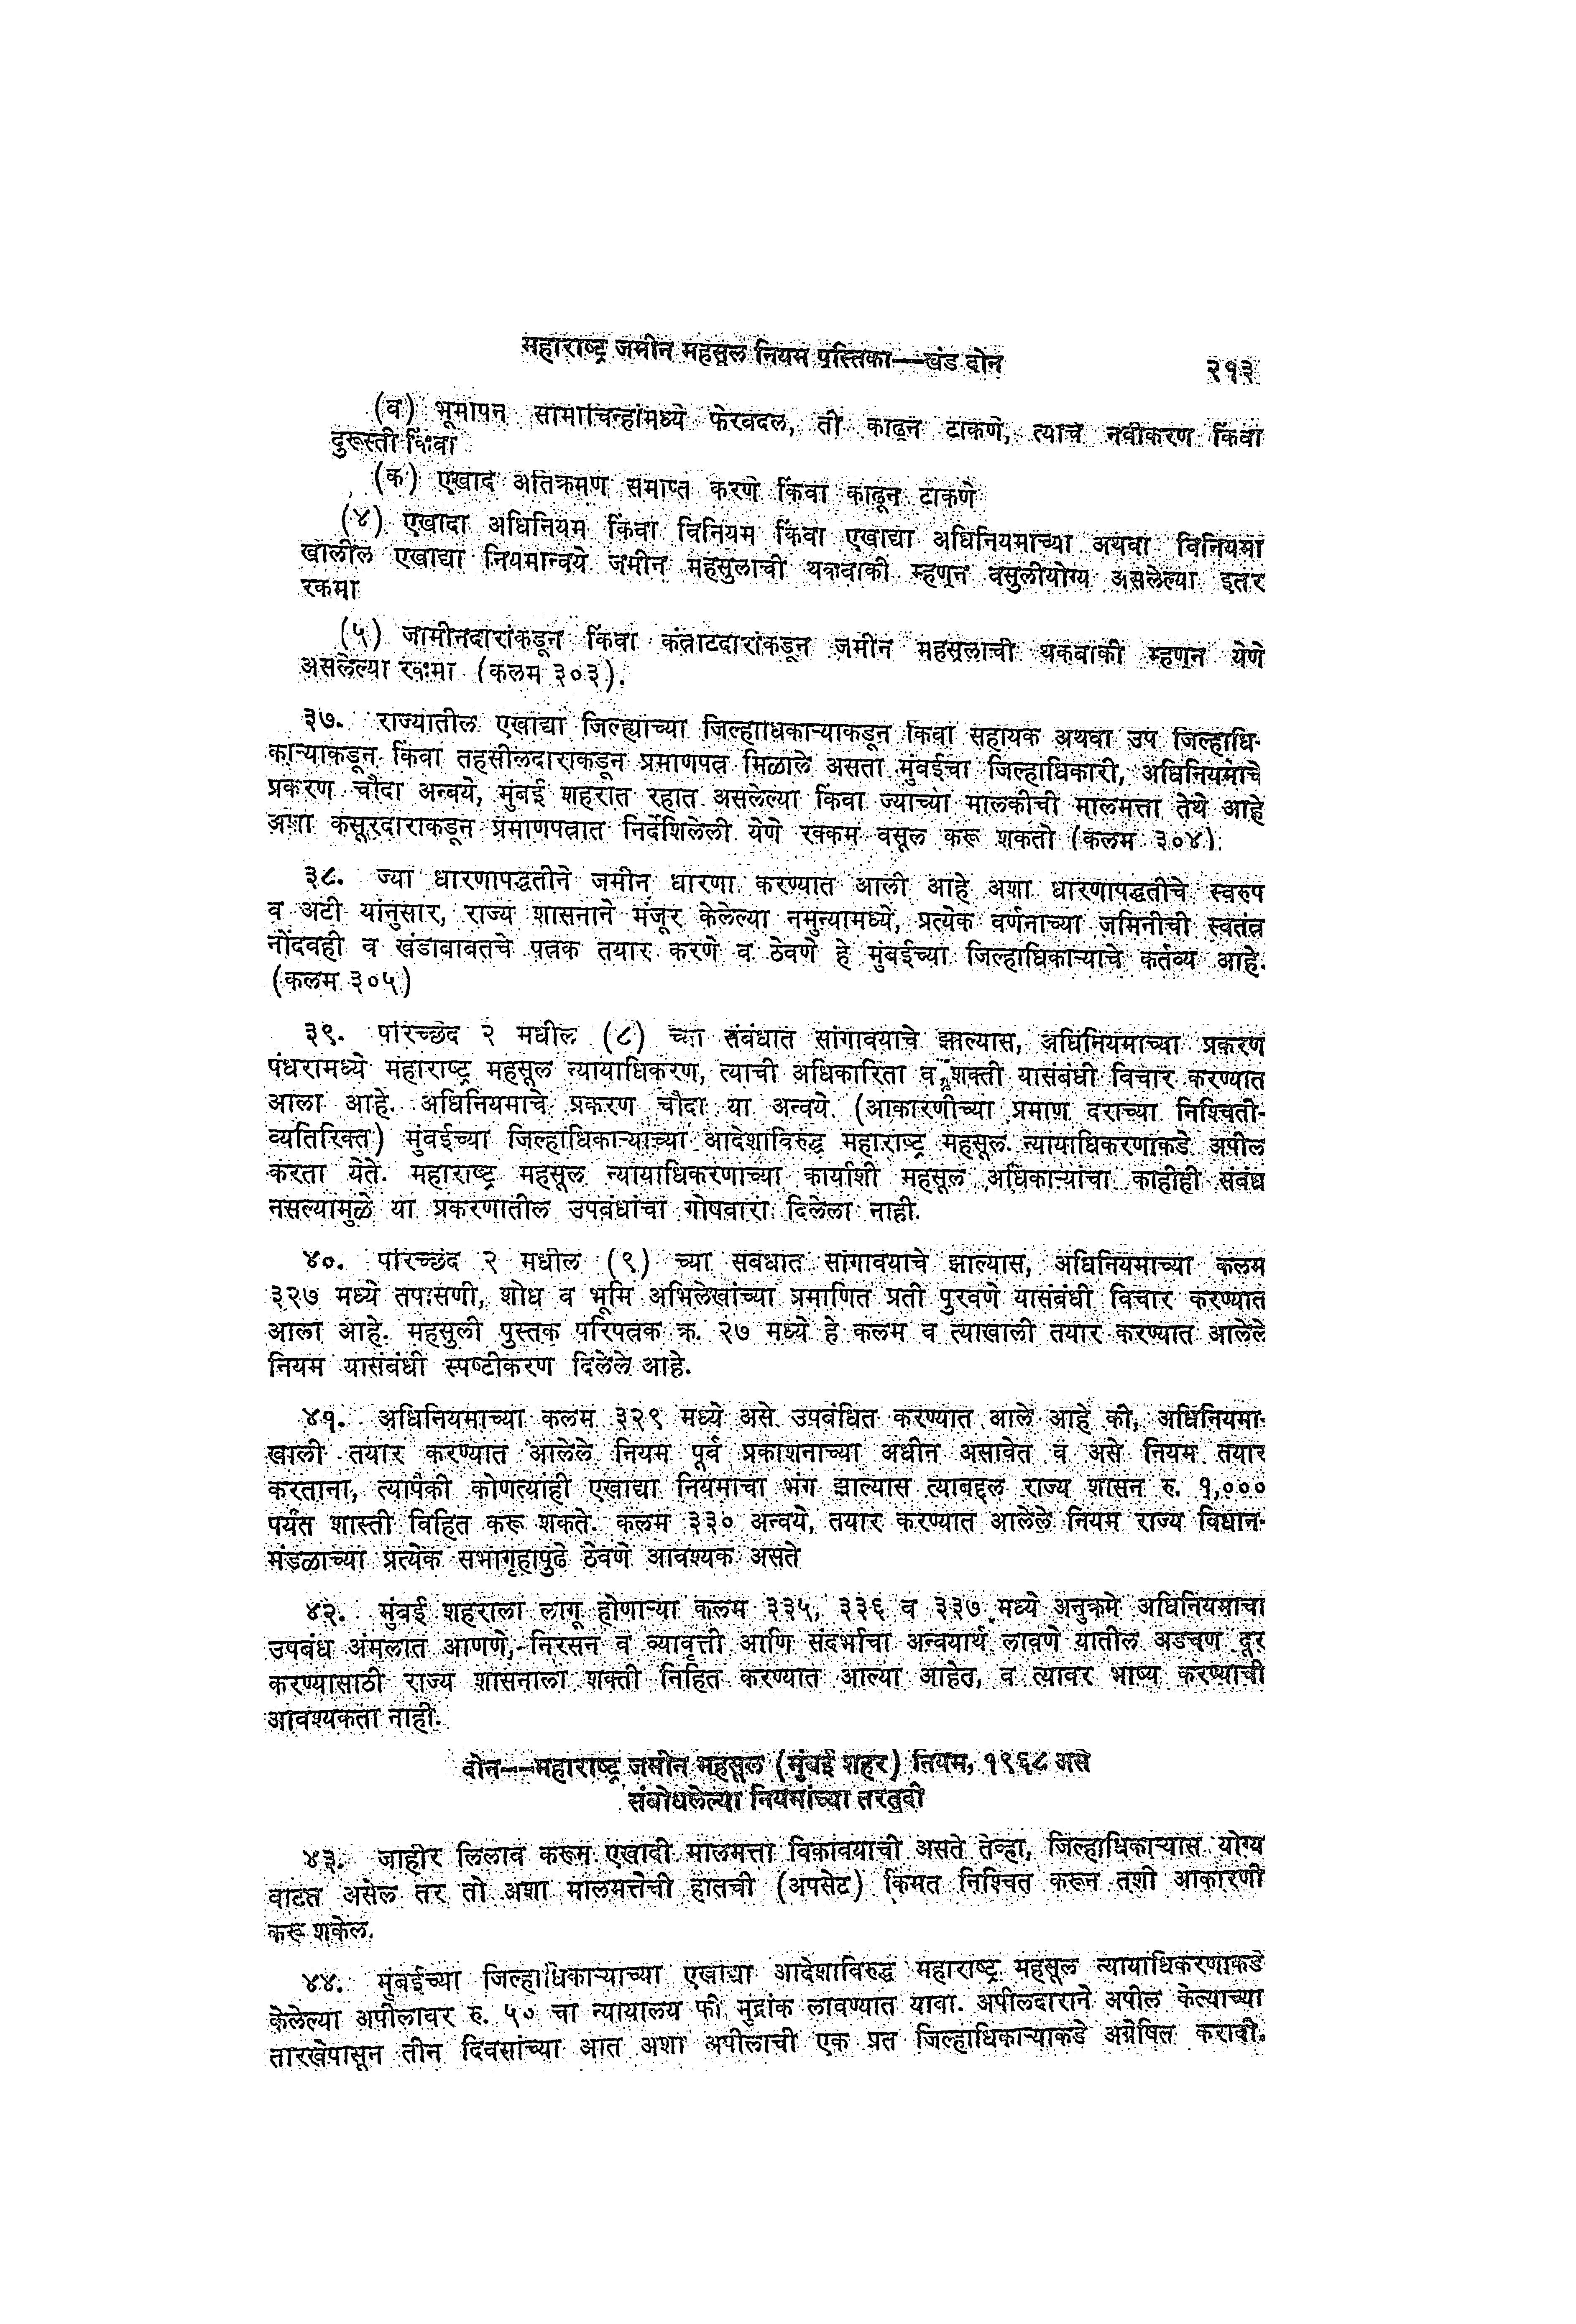 महाराष्ट्र जमीन महसूल नियम पुस्तिका—खंड दोन २१३
(ब) भूमापन सीमाचिन्हांमध्ये फेरबदल, ती काढून टाकणे, त्याचे नवीकरण किंवा
दुरूस्ती किंवा
(क) एखादे अतिक्रमण समाप्त करणे किंवा काढून टाकणे
(४) एखादा अधिनियम किंवा विनियम किंवा एखाद्या अधिनियमाच्या अथवा विनियमा
खालील एखाद्या नियमान्वये जमीन महसुलाची थकबाकी म्हणून वसुलीयोग्य असलेल्या इतर
रकमा
(५) जामीनदारांकडून किंवा कंत्राटदारांकडून जमीन महसूलाची थकबाकी म्हणून येणे
असलेल्या रकमा (कलम ३०३).
३७. राज्यातील एखाद्या जिल्ह्याच्या जिल्हाधिकाऱ्याकडून किंवा सहायक अथवा उप जिल्हाधि-
काऱ्याकडून किंवा तहसीलदाराकडून प्रमाणपत्र मिळाले असता मुंबईचा जिल्हाधिकारी, अधिनियमाचे
प्रकरण चौदा अन्वये, मुंबई शहरात रहात असलेल्या किंवा ज्याच्या मालकीची मालमत्ता तेथे आहे
अशा कसूरदाराकडून प्रमाणपत्रात निर्देशिलेली येणे रक्कम वसूल करू शकतो (कलम ३०४).
३८. ज्या धारणापद्धतीने जमीन धारणा करण्यात आली आहे अशा धारणापद्धतीचे स्वरुप
व अटी यांनुसार, राज्य शासनाने मंजूर केलेल्या नमुन्यामध्ये, प्रत्येक वर्णनाच्या जमिनीची स्वतंत्र
नोंदवही व खंडाबाबतचे पत्रक तयार करणे व ठेवणे हे मुंबईच्या जिल्हाधिकाऱ्याचे कर्तव्य आहे.
(कलम ३०५)
३९. परिच्छेद २ मधील (८) च्या संबंधात सांगावयाचे झाल्यास, अधिनियमाच्या प्रकरण
पंधरामध्ये महाराष्ट्र महसूल न्यायाधिकरण, त्याची अधिकारिता व शक्ती यासंबंधी विचार करण्यात
आला आहे. अधिनियमाचे प्रकरण चौदा या अन्वये (आकारणीच्या प्रमाण दराच्या निश्चिती-
व्यतिरिक्त) मुंबईच्या जिल्हाधिकाऱ्याच्या आदेशाविरुद्ध महाराष्ट्र महसूल न्यायाधिकरणाकडे अपील
करता येते. महाराष्ट्र महसूल न्यायाधिकरणाच्या कार्याशी महसूल अधिकाऱ्यांचा काहीही संबंध
नसल्यामुळे या प्रकरणातील उपबंधांचा गोषवारा दिलेला नाही.
४०. परिच्छेद २ मधील (९) च्या संबंधात सांगावयाचे झाल्यास, अधिनियमाच्या कलम
३२७ मध्ये तपासणी, शोध व भूमि अभिलेखांच्या प्रमाणित प्रती पुरवणे यासंबंधी विचार करण्यात
आला आहे. महसुली पुस्तक परिपत्रक क्र. २७ मध्ये हे कलम व त्याखाली तयार करण्यात आलेले
नियम यासंबंधी स्पष्टीकरण दिलेले आहे.
४१. अधिनियमाच्या कलम ३२९ मध्ये असे उपबंधित करण्यात आले आहे की, अधिनियमा-
खाली तयार करण्यात आलेले नियम पूर्व प्रकाशनाच्या अधीन असावेत व असे नियम तयार
करताना, त्यापैकी कोणत्याही एखाद्या नियमाचा भंग झाल्यास त्याबद्दल राज्य शासन रु. १,०००
पर्यंत शास्ती विहित करू शकते. कलम ३३० अन्वये, तयार करण्यात आलेले नियम राज्य विधान-
मंडळाच्या प्रत्येक सभागृहापुढे ठेवणे आवश्यक असते
४२. मुंबई शहराला लागू होणाऱ्या कलम ३३५, ३३६ व ३३७ मध्ये अनुक्रमे अधिनियमाचा
उपबंध अंमलात आणणे, निरसन व व्यावृत्ती आणि संदर्भाचा अन्वयार्थ लावणे यातील अडचण दूर
करण्यासाठी राज्य शासनाला शक्ती निहित करण्यात आल्या आहेत, व त्यावर भाष्य करण्याची
आवश्यकता नाही.
दोन——महाराष्ट्र जमीन महसूल (मुंबई शहर) नियम, १९६८ असे
संबोधलेल्या नियमांच्या तरतुदी
४३. जाहीर लिलाव करून एखादी मालमत्ता विकावयाची असते तेव्हा, जिल्हाधिकाऱ्यास योग्य
वाटत असेल तर तो अशा मालमत्तेची हातची (अपसेट) किंमत निश्चित करून तशी आकारणी
करू शकेल.
४४. मुंबईच्या जिल्हाधिकाऱ्याच्या एखाद्या आदेशाविरुद्ध महाराष्ट्र महसूल न्यायाधिकरणाकडे
केलेल्या अपीलावर रु. ५० चा न्यायालय फी मुद्रांक लावण्यात यावा. अपीलदाराने अपील केल्याच्या
तारखेपासून तीन दिवसांच्या आत अशा अपीलाची एक प्रत जिल्हाधिकाऱ्याकडे अग्रेषित करावी.